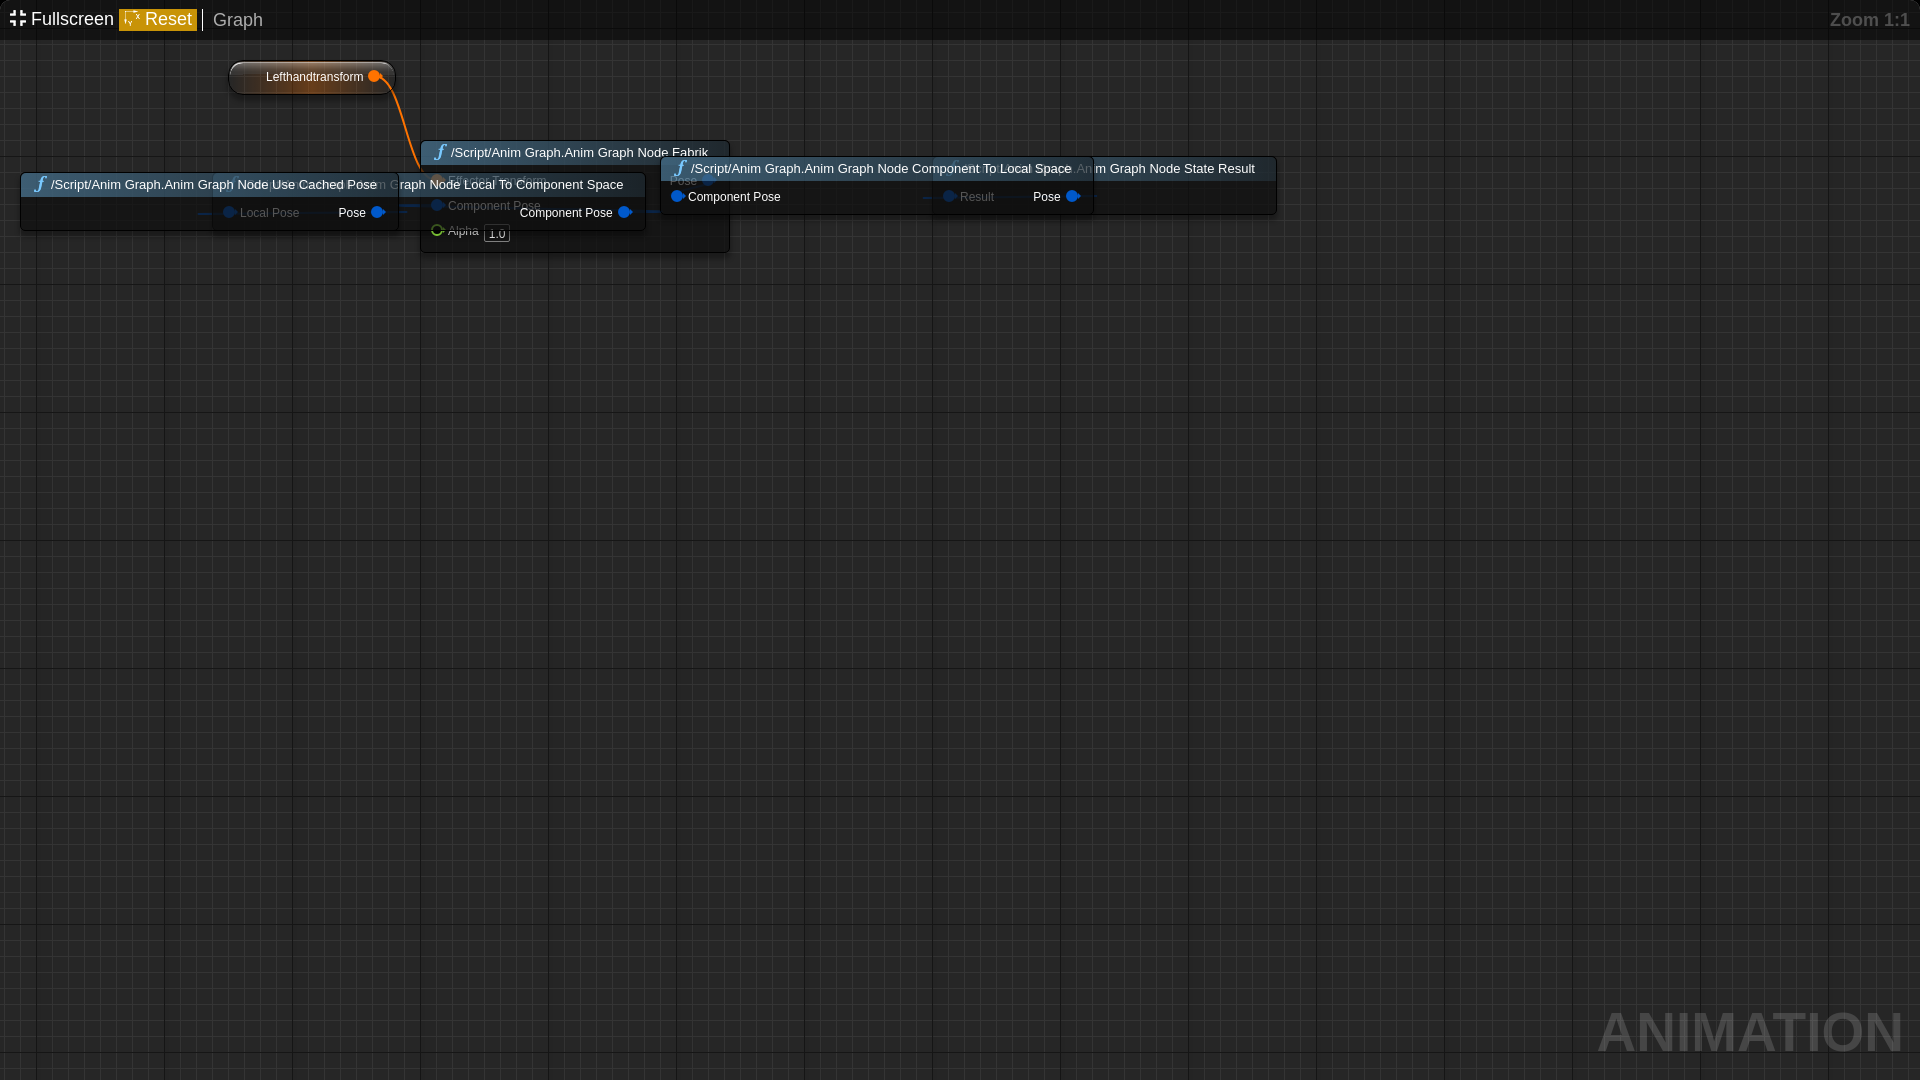 Fullscreen Reset Graph Zoom 1:1
Lefthandtransform
/Script/Anim Graph.Anim Graph Node Fabrik
Effector Transform
Pose
Component Pose
Alpha 1.0
/Script/Anim Graph.Anim Graph Node Use Cached Pose
Pose
Graph Node Local To Component Space
Local Pose
Component Pose
/Script/Anim Graph.Anim Graph Node Component To Local Space
Component Pose
Pose
Anim Graph Node State Result
Result
ANIMATION